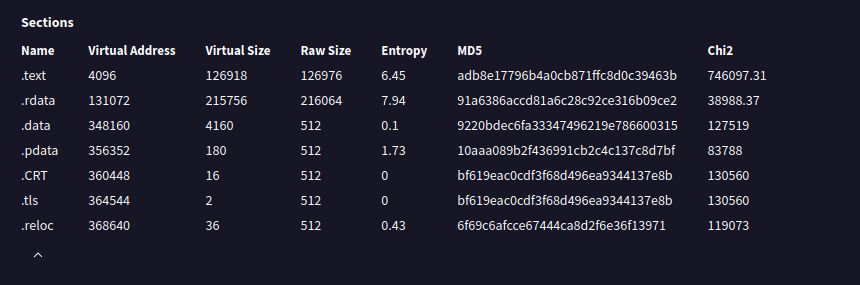 Sections
Name Virtual Address Virtual Size Raw Size Entropy MD5 Chi2
.text 4096 126918 126976 6.45 adb8e17796b4a0cb871ffc8d0c39463b 746097.31
.rdata 131072 215756 216064 7.94 91a6386accd81a6c28c92ce316b09ce2 38988.37
.data 348160 4160 512 0.1 9220bdec6fa33347496219e786600315 127519
.pdata 356352 180 512 1.73 10aaa089b2f436991cb2c4c137c8d7bf 83788
.CRT 360448 16 512 0 bf619eac0cdf3f68d496ea9344137e8b 130560
.tls 364544 2 512 0 bf619eac0cdf3f68d496ea9344137e8b 130560
.reloc 368640 36 512 0.43 6f69c6afcce67444ca8d2f6e36f13971 119073